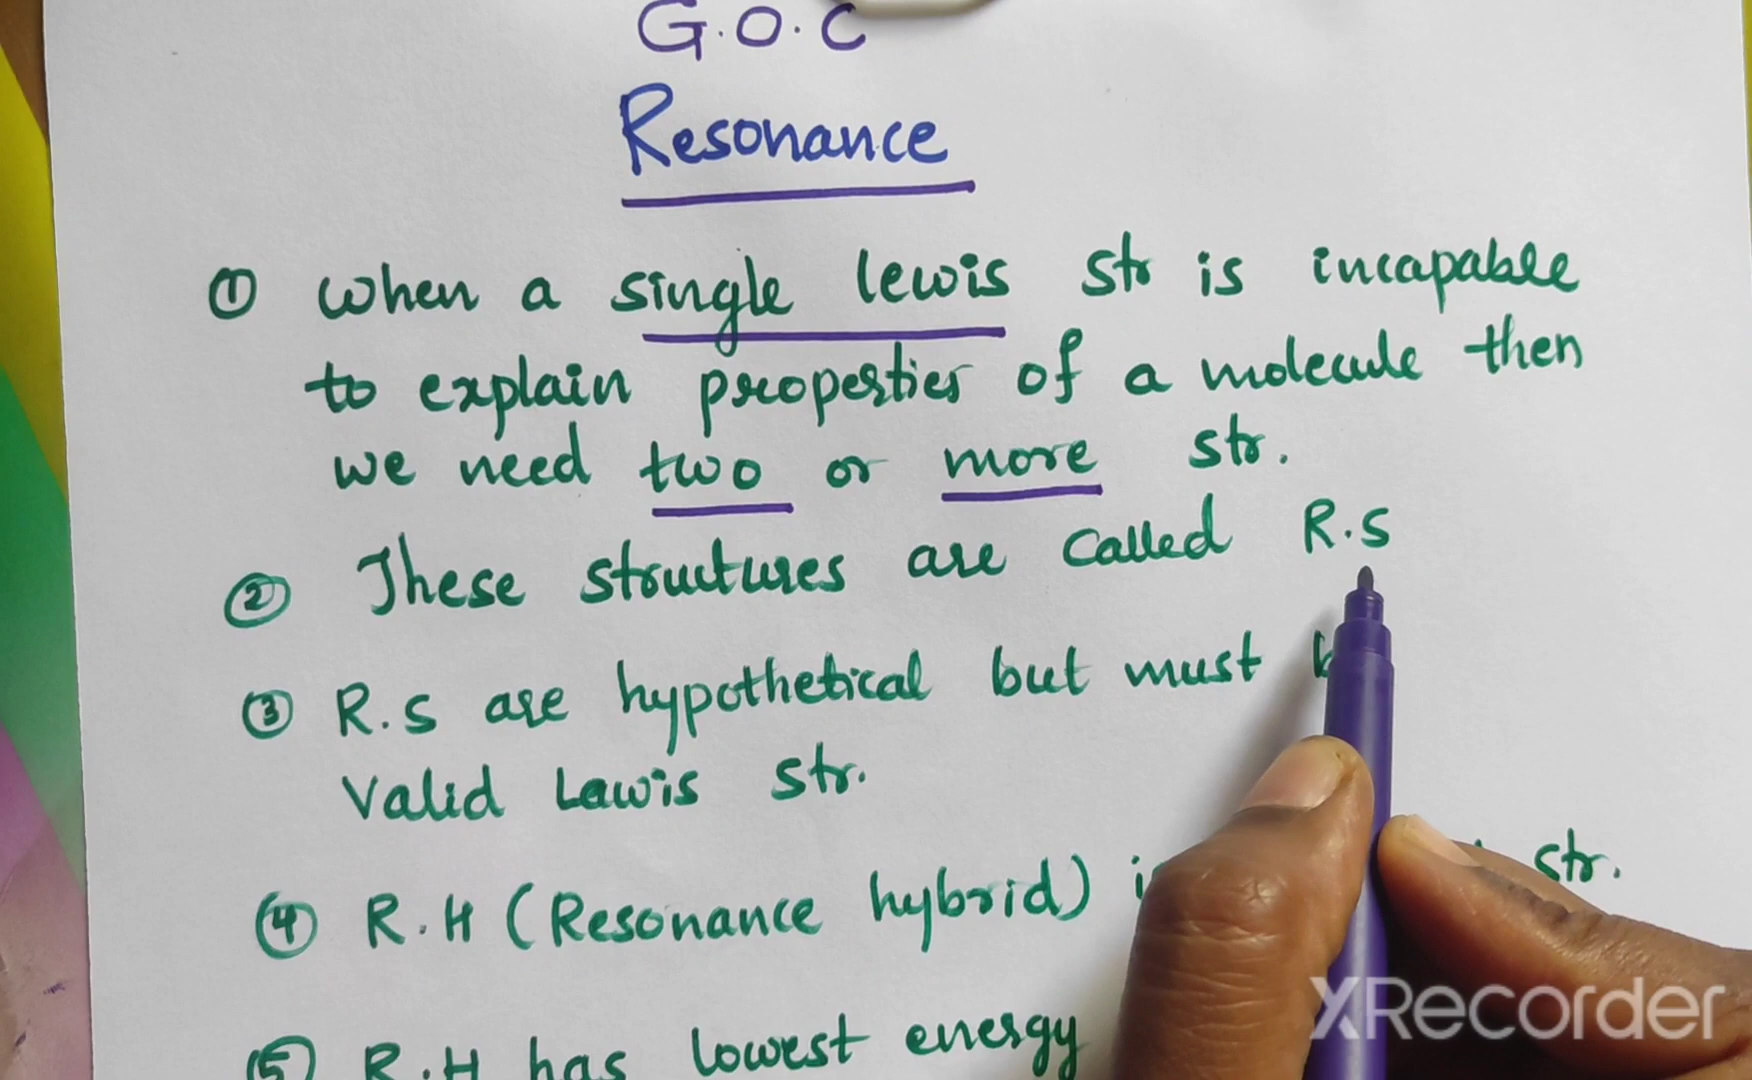 G.O.C
Resonance
① When a single lewis str is incapable
to explain properties of a molecule then
we need two or more str.
② These structures are called R.S
③ R.S are hypothetical but must
Valid Lawis str.
④ R.H (Resonance hybrid) str.
⑤ R.H has lowest energy
XRecorder